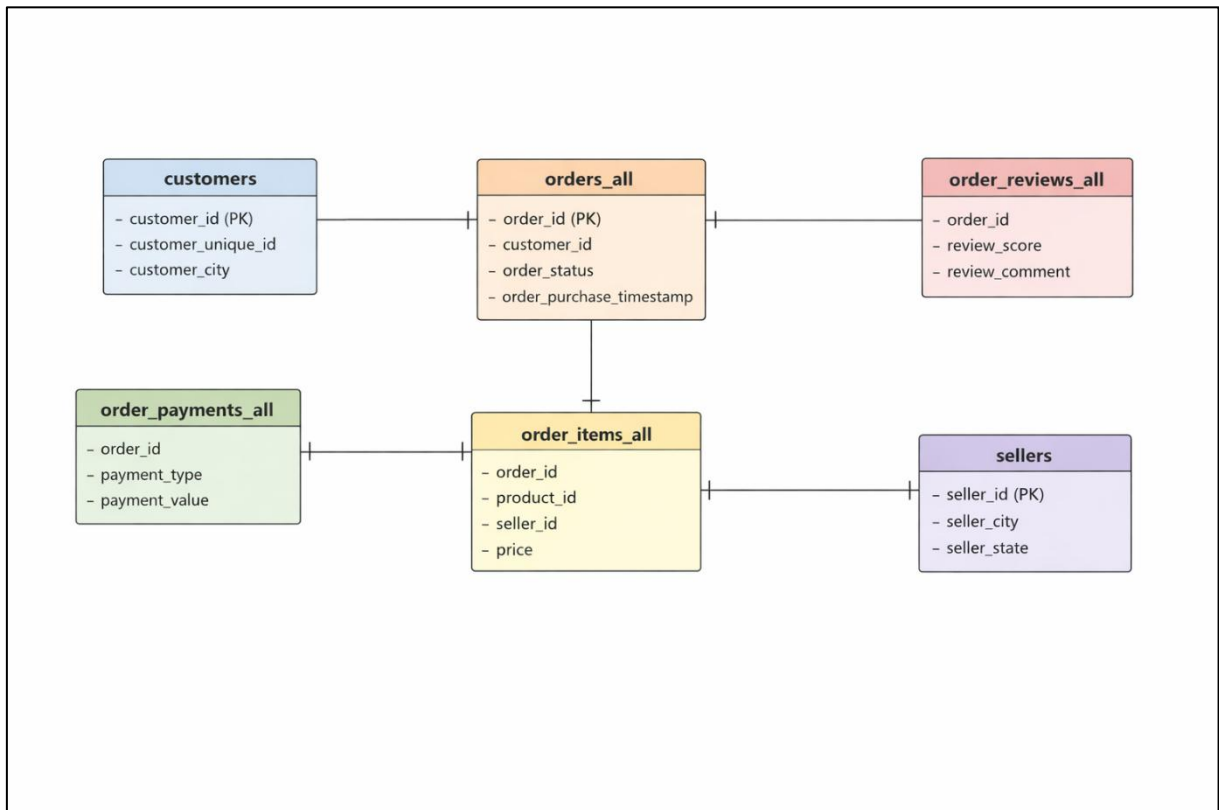 customers
- customer_id (PK)
- customer_unique_id
- customer_city
orders_all
- order_id (PK)
- customer_id
- order_status
- order_purchase_timestamp
order_reviews_all
- order_id
- review_score
- review_comment
order_payments_all
- order_id
- payment_type
- payment_value
order_items_all
- order_id
- product_id
- seller_id
- price
sellers
- seller_id (PK)
- seller_city
- seller_state